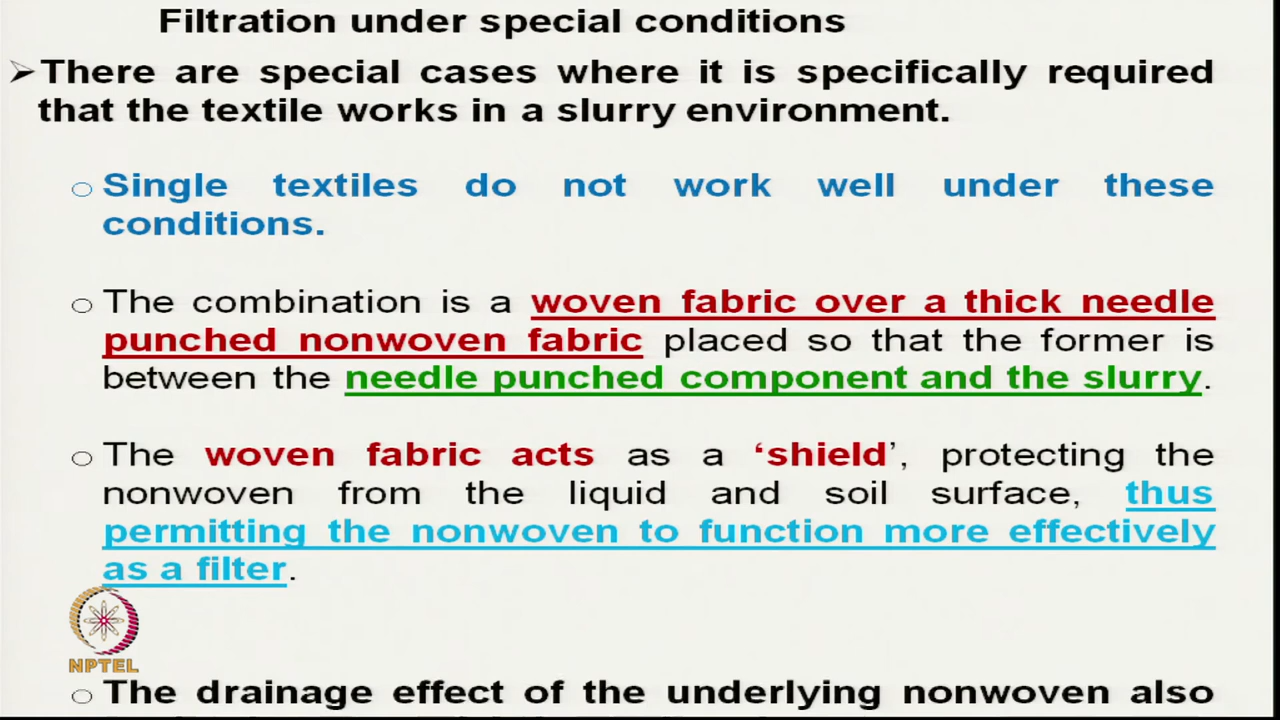 Filtration under special conditions
➢There are special cases where it is specifically required
that the textile works in a slurry environment.
○ Single textiles do not work well under these
conditions.
○ The combination is a woven fabric over a thick needle
punched nonwoven fabric placed so that the former is
between the needle punched component and the slurry.
○ The woven fabric acts as a ‘shield’, protecting the
nonwoven from the liquid and soil surface, thus
permitting the nonwoven to function more effectively
as a filter.
NPTEL
○ The drainage effect of the underlying nonwoven also